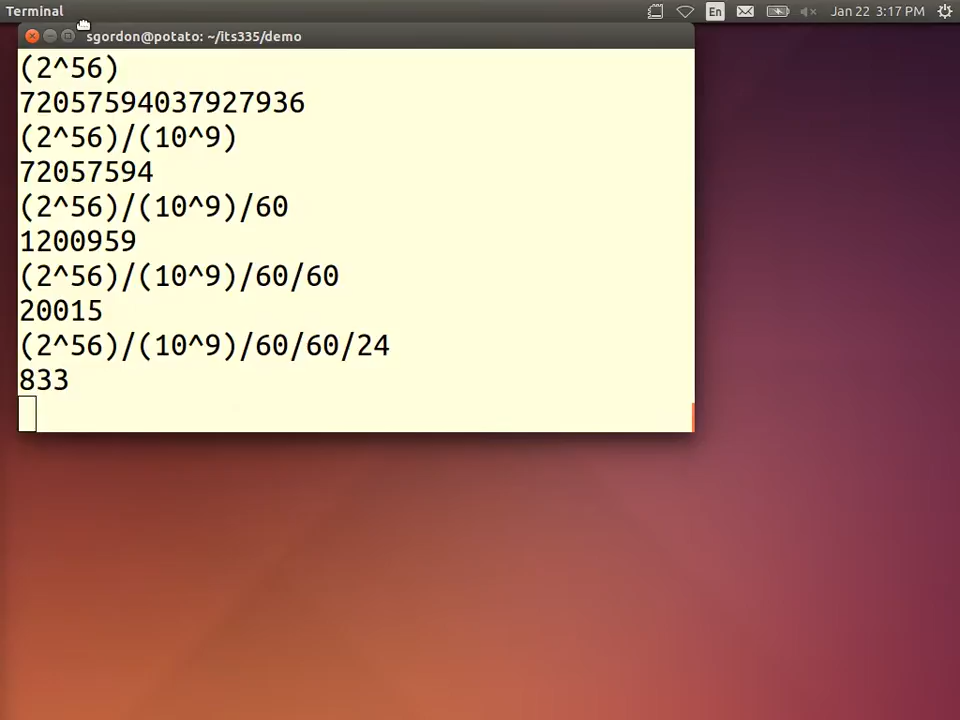 Terminal
En
Jan 22 3:17 PM
sgordon@potato: ~/its335/demo
(2^56)
72057594037927936
(2^56)/(10^9)
72057594
(2^56)/(10^9)/60
1200959
(2^56)/(10^9)/60/60
20015
(2^56)/(10^9)/60/60/24
833